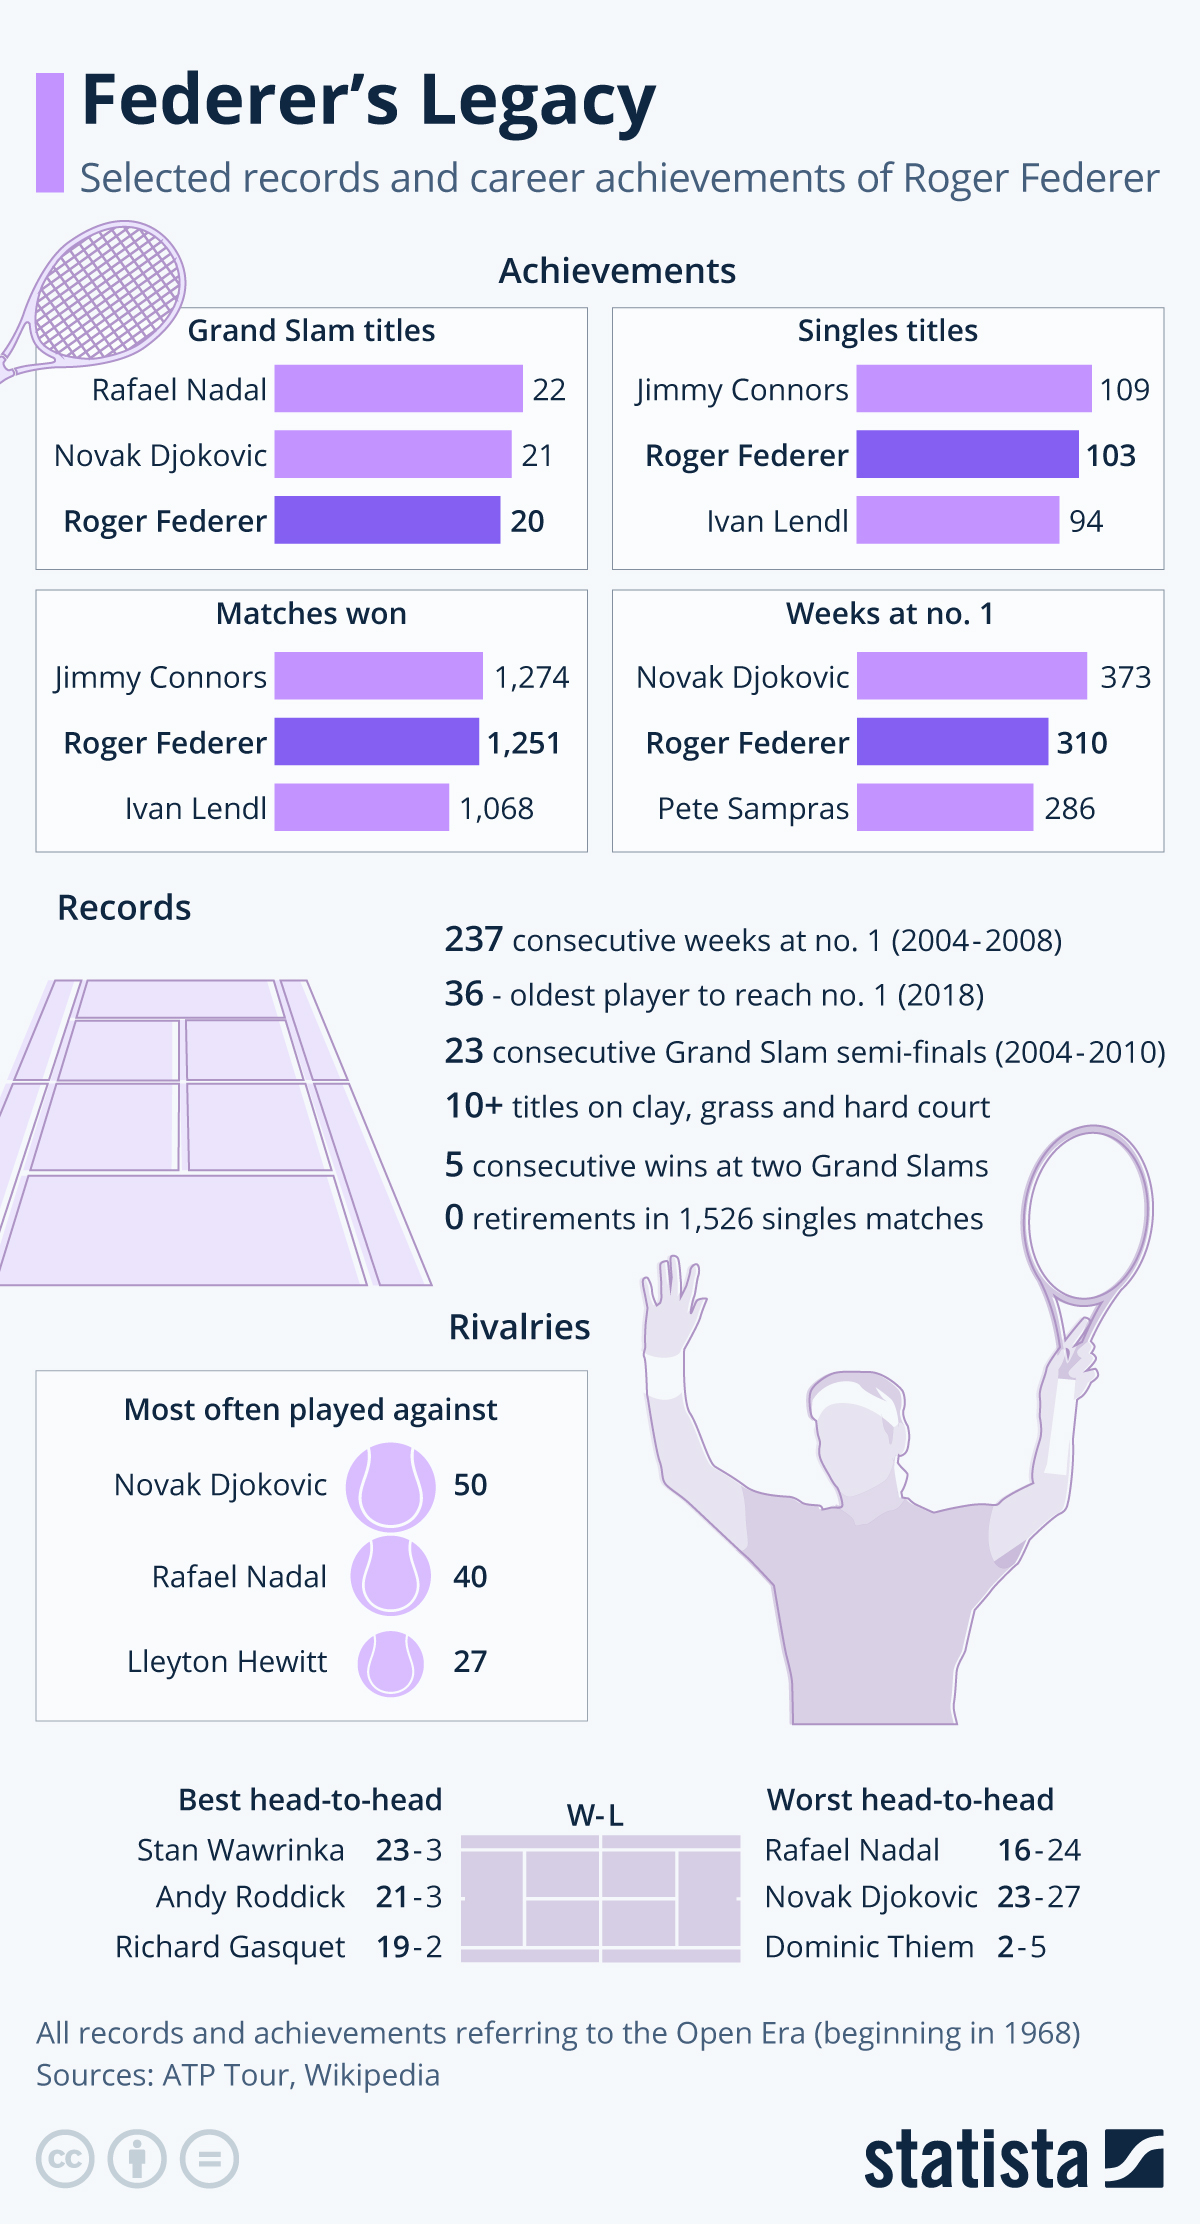 Federer’s Legacy
Selected records and career achievements of Roger Federer
Achievements
Grand Slam titles
Rafael Nadal 22
Novak Djokovic 21
Roger Federer 20
Singles titles
Jimmy Connors 109
Roger Federer 103
Ivan Lendl 94
Matches won
Jimmy Connors 1,274
Roger Federer 1,251
Ivan Lendl 1,068
Weeks at no. 1
Novak Djokovic 373
Roger Federer 310
Pete Sampras 286
Records
237 consecutive weeks at no. 1 (2004-2008)
36 - oldest player to reach no. 1 (2018)
23 consecutive Grand Slam semi-finals (2004-2010)
10+ titles on clay, grass and hard court
5 consecutive wins at two Grand Slams
0 retirements in 1,526 singles matches
Rivalries
Most often played against
Novak Djokovic 50
Rafael Nadal 40
Lleyton Hewitt 27
Best head-to-head
Stan Wawrinka 23-3
Andy Roddick 21-3
Richard Gasquet 19-2
W-L
Worst head-to-head
Rafael Nadal 16-24
Novak Djokovic 23-27
Dominic Thiem 2-5
All records and achievements referring to the Open Era (beginning in 1968)
Sources: ATP Tour, Wikipedia
cc
statista